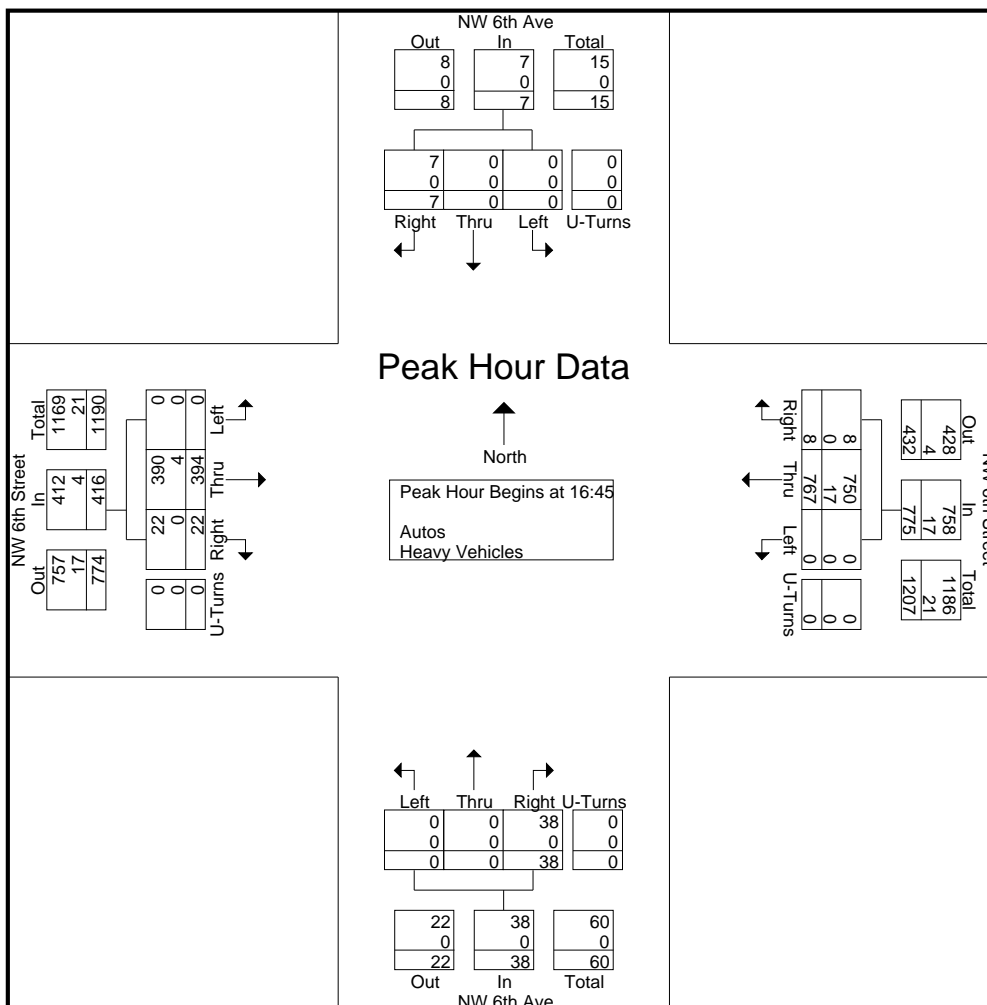 NW 6th Ave
Out In Total
8 7 15
0 0 0
8 7 15
7 0 0 0
0 0 0 0
7 0 0 0
Right Thru Left U-Turns
Peak Hour Data
North
Peak Hour Begins at 16:45
Autos
Heavy Vehicles
NW 6th Street
Out In Total
757 412 1169
17 4 21
774 416 1190
U-Turns Right Thru Left
0 22 390 0
0 0 4 0
0 22 394 0
Out In Total
428 758 1186
4 17 21
432 775 1207
8 750 0 0
0 17 0 0
8 767 0 0
Right Thru Left U-Turns
Left Thru Right U-Turns
0 0 38 0
0 0 0 0
0 0 38 0
22 38 60
0 0 0
22 38 60
Out In Total
NW 6th Ave